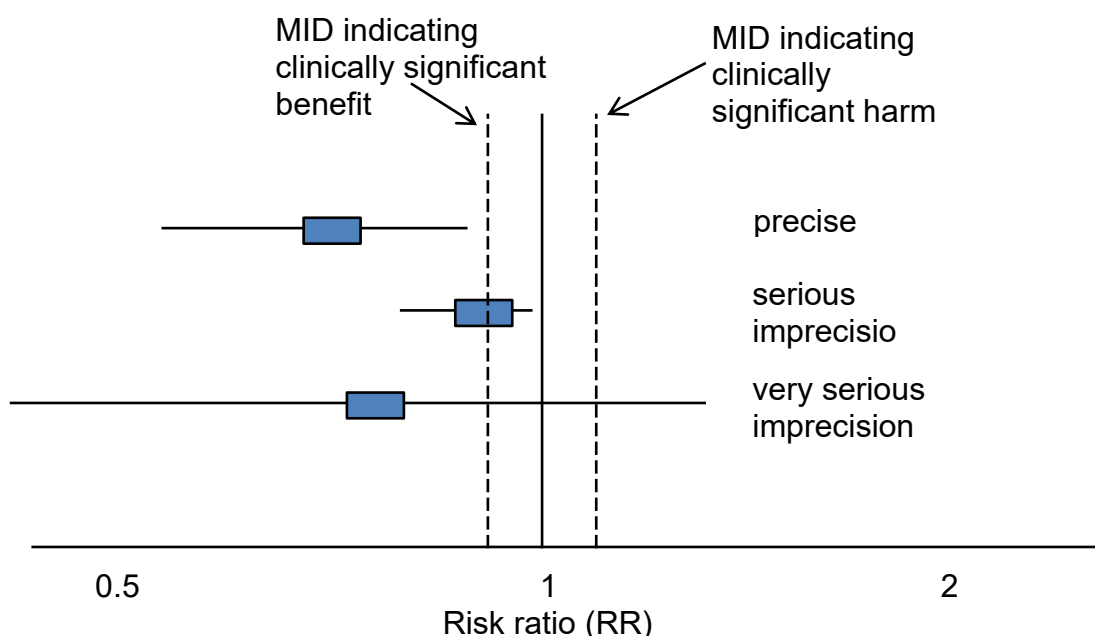 MID indicating
clinically significant
benefit
MID indicating
clinically
significant harm
precise
serious
imprecisio
very serious
imprecision
0.5
1
2
Risk ratio (RR)